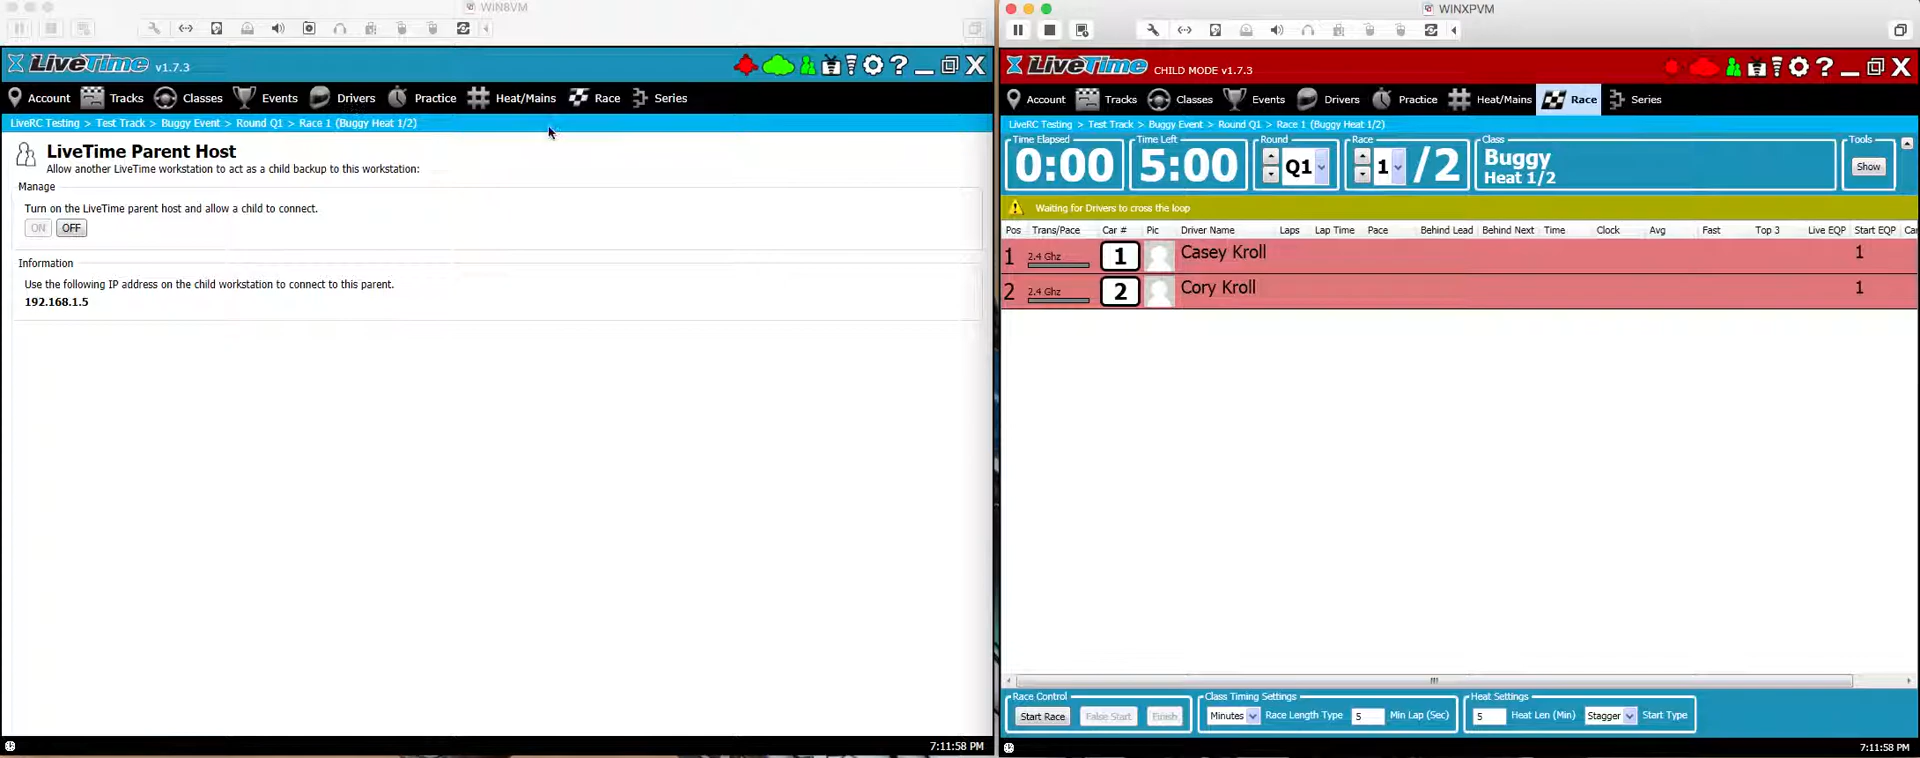 WIN8VM
LiveTime v1.7.3
Account Tracks Classes Events Drivers Practice Heat/Mains Race Series
LiveRC Testing > Test Track > Buggy Event > Round Q1 > Race 1 (Buggy Heat 1/2)
LiveTime Parent Host
Allow another LiveTime workstation to act as a child backup to this workstation:
Manage
Turn on the LiveTime parent host and allow a child to connect.
ON OFF
Information
Use the following IP address on the child workstation to connect to this parent.
192.168.1.5
7:11:58 PM
WINXPVM
LiveTime CHILD MODE v1.7.3
Account Tracks Classes Events Drivers Practice Heat/Mains Race Series
LiveRC Testing > Test Track > Buggy Event > Round Q1 > Race 1 (Buggy Heat 1/2)
Time Elapsed Time Left Round Race Class Tools
0:00 5:00 Q1 1 /2 Buggy Show
Heat 1/2
Waiting for Drivers to cross the loop
Pos Trans/Pace Car # Pic Driver Name Laps Lap Time Pace Behind Lead Behind Next Time Clock Avg Fast Top 3 Live EQP Start EQP Car
1 2.4 Ghz 1 Casey Kroll 1
2 2.4 Ghz 2 Cory Kroll 1
Race Control Class Timing Settings Heat Settings
Start Race False Start Finish Minutes Race Length Type 5 Min Lap (Sec) 5 Heat Len (Min) Stagger Start Type
7:11:58 PM